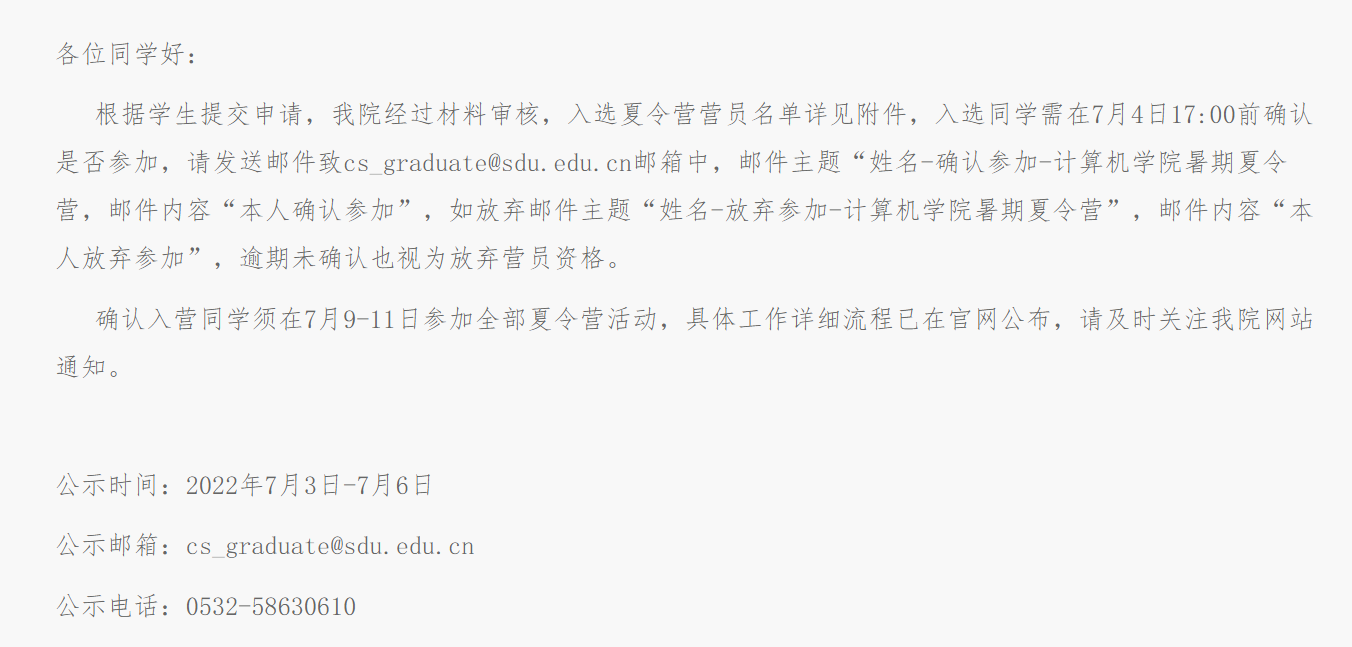 各位同学好：
根据学生提交申请，我院经过材料审核，入选夏令营营员名单详见附件，入选同学需在7月4日17:00前确认
是否参加，请发送邮件致cs_graduate@sdu.edu.cn邮箱中，邮件主题“姓名-确认参加-计算机学院暑期夏令
营，邮件内容“本人确认参加”，如放弃邮件主题“姓名-放弃参加-计算机学院暑期夏令营”，邮件内容“本
人放弃参加”，逾期未确认也视为放弃营员资格。
确认入营同学须在7月9-11日参加全部夏令营活动，具体工作详细流程已在官网公布，请及时关注我院网站
通知。
公示时间：2022年7月3日-7月6日
公示邮箱：cs_graduate@sdu.edu.cn
公示电话：0532-58630610